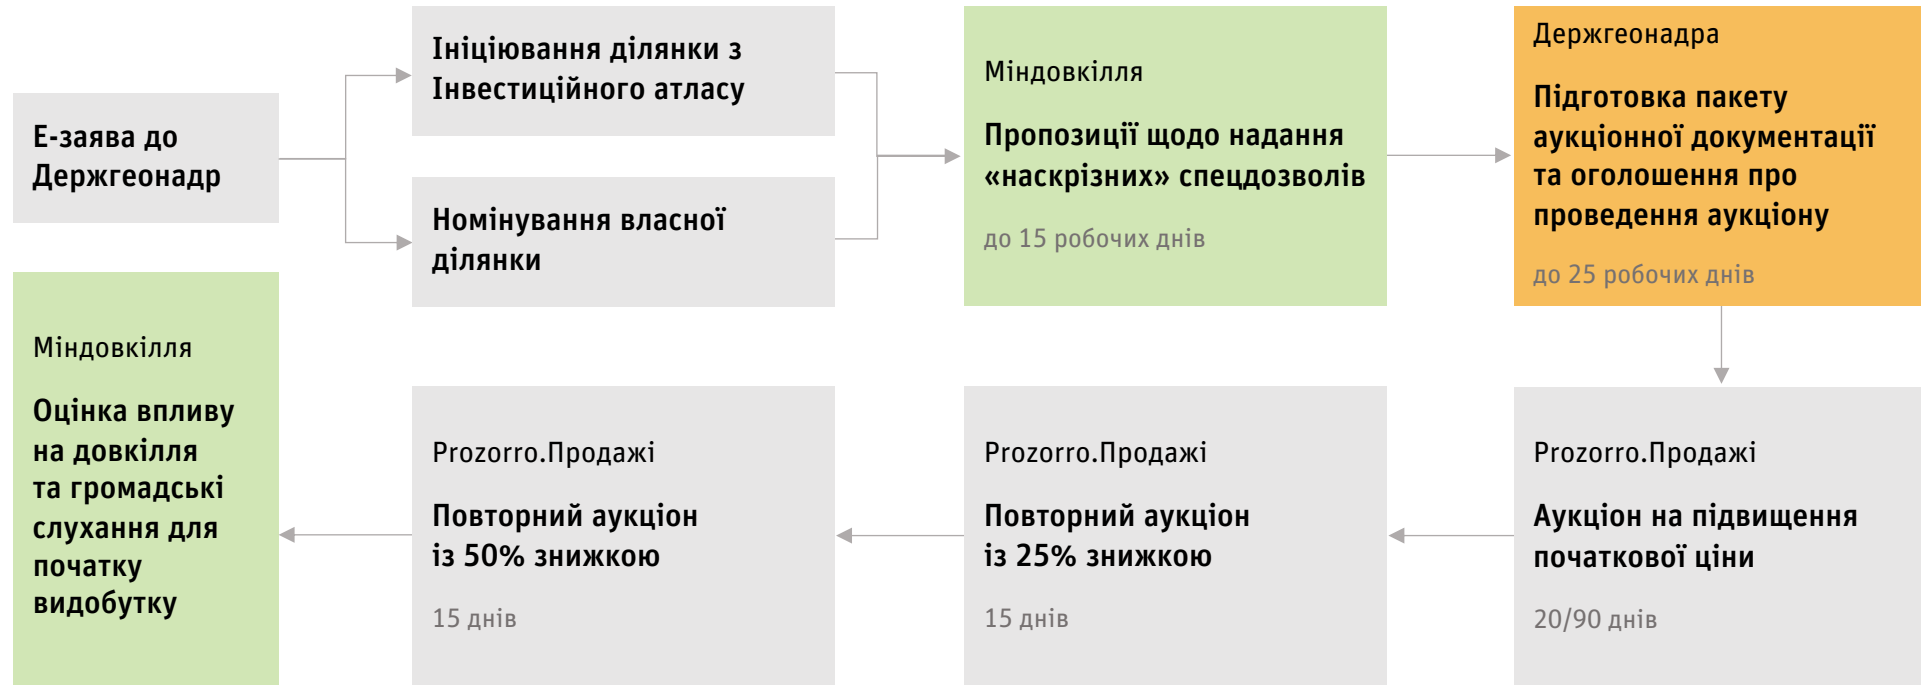 Е-заява до
Держгеонадр
Ініціювання ділянки з
Інвестиційного атласу
Номінування власної
ділянки
Міндовкілля
Пропозиції щодо надання
«наскрізних» спецдозволів
до 15 робочих днів
Держгеонадра
Підготовка пакету
аукціонної документації
та оголошення про
проведення аукціону
до 25 робочих днів
Prozorro.Продажі
Аукціон на підвищення
початкової ціни
20/90 днів
Prozorro.Продажі
Повторний аукціон
із 25% знижкою
15 днів
Prozorro.Продажі
Повторний аукціон
із 50% знижкою
15 днів
Міндовкілля
Оцінка впливу
на довкілля
та громадські
слухання для
початку
видобутку